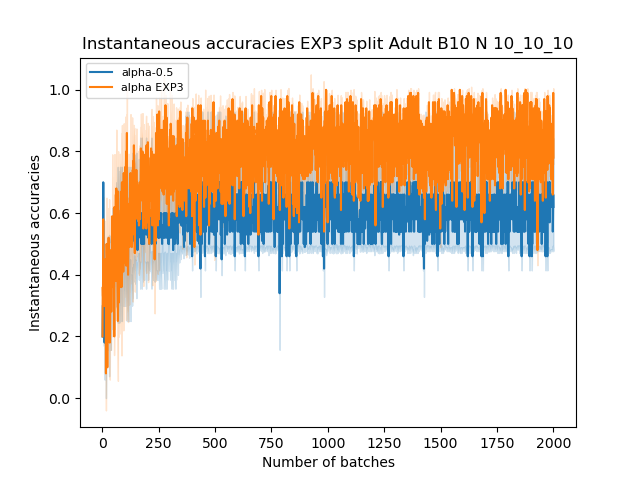 Instantaneous accuracies EXP3 split Adult B10 N 10_10_10
alpha-0.5
alpha EXP3
Instantaneous accuracies
1.0
0.8
0.6
0.4
0.2
0.0
0 250 500 750 1000 1250 1500 1750 2000
Number of batches